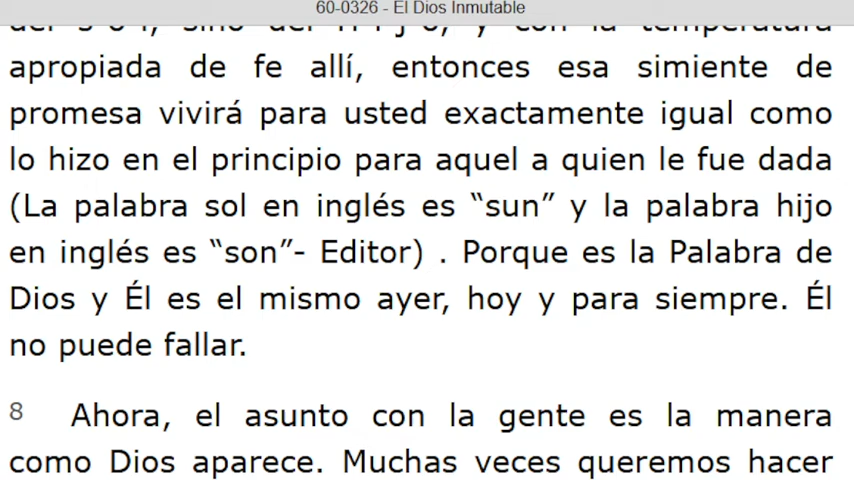 60-0326 - El Dios Inmutable
apropiada de fe allí, entonces esa simiente de
promesa vivirá para usted exactamente igual como
lo hizo en el principio para aquel a quien le fue dada
(La palabra sol en inglés es “sun” y la palabra hijo
en inglés es “son”- Editor) . Porque es la Palabra de
Dios y Él es el mismo ayer, hoy y para siempre. Él
no puede fallar.
8 Ahora, el asunto con la gente es la manera
como Dios aparece. Muchas veces queremos hacer